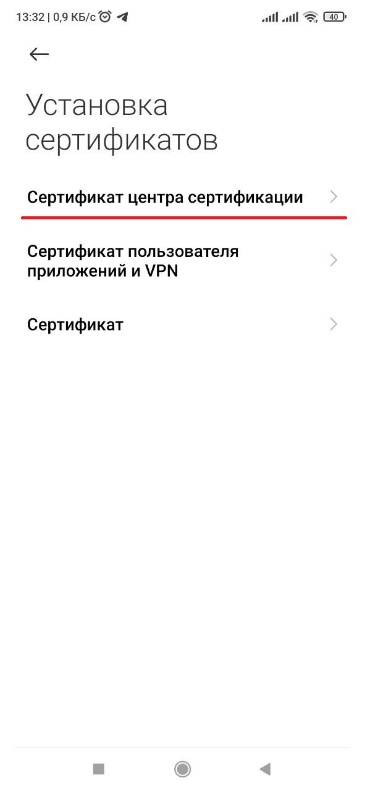 13:32 | 0,9 КБ/с
40
Установка
сертификатов
Сертификат центра сертификации
Сертификат пользователя
приложений и VPN
Сертификат